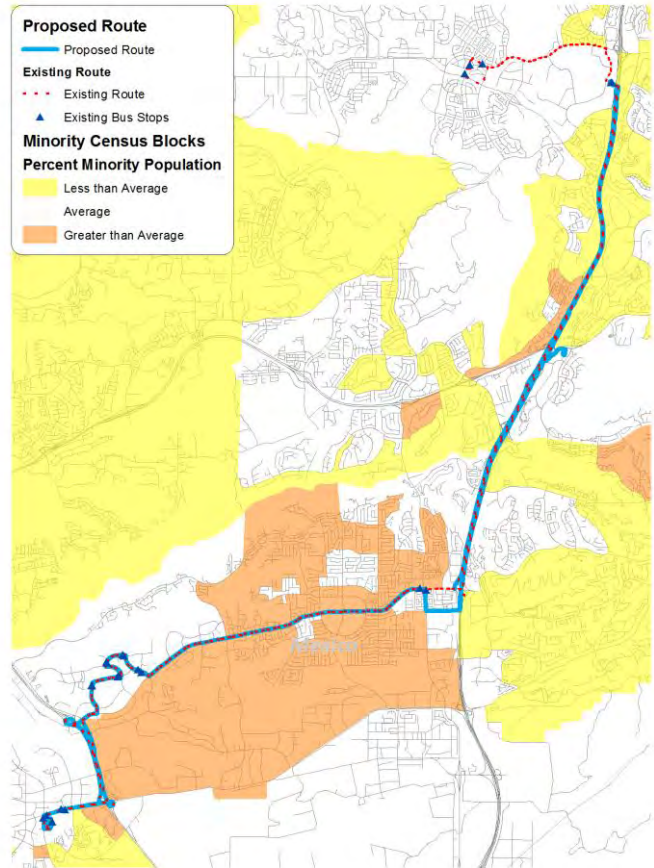 Proposed Route
Proposed Route
Existing Route
Existing Route
Existing Bus Stops
Minority Census Blocks
Percent Minority Population
Less than Average
Average
Greater than Average